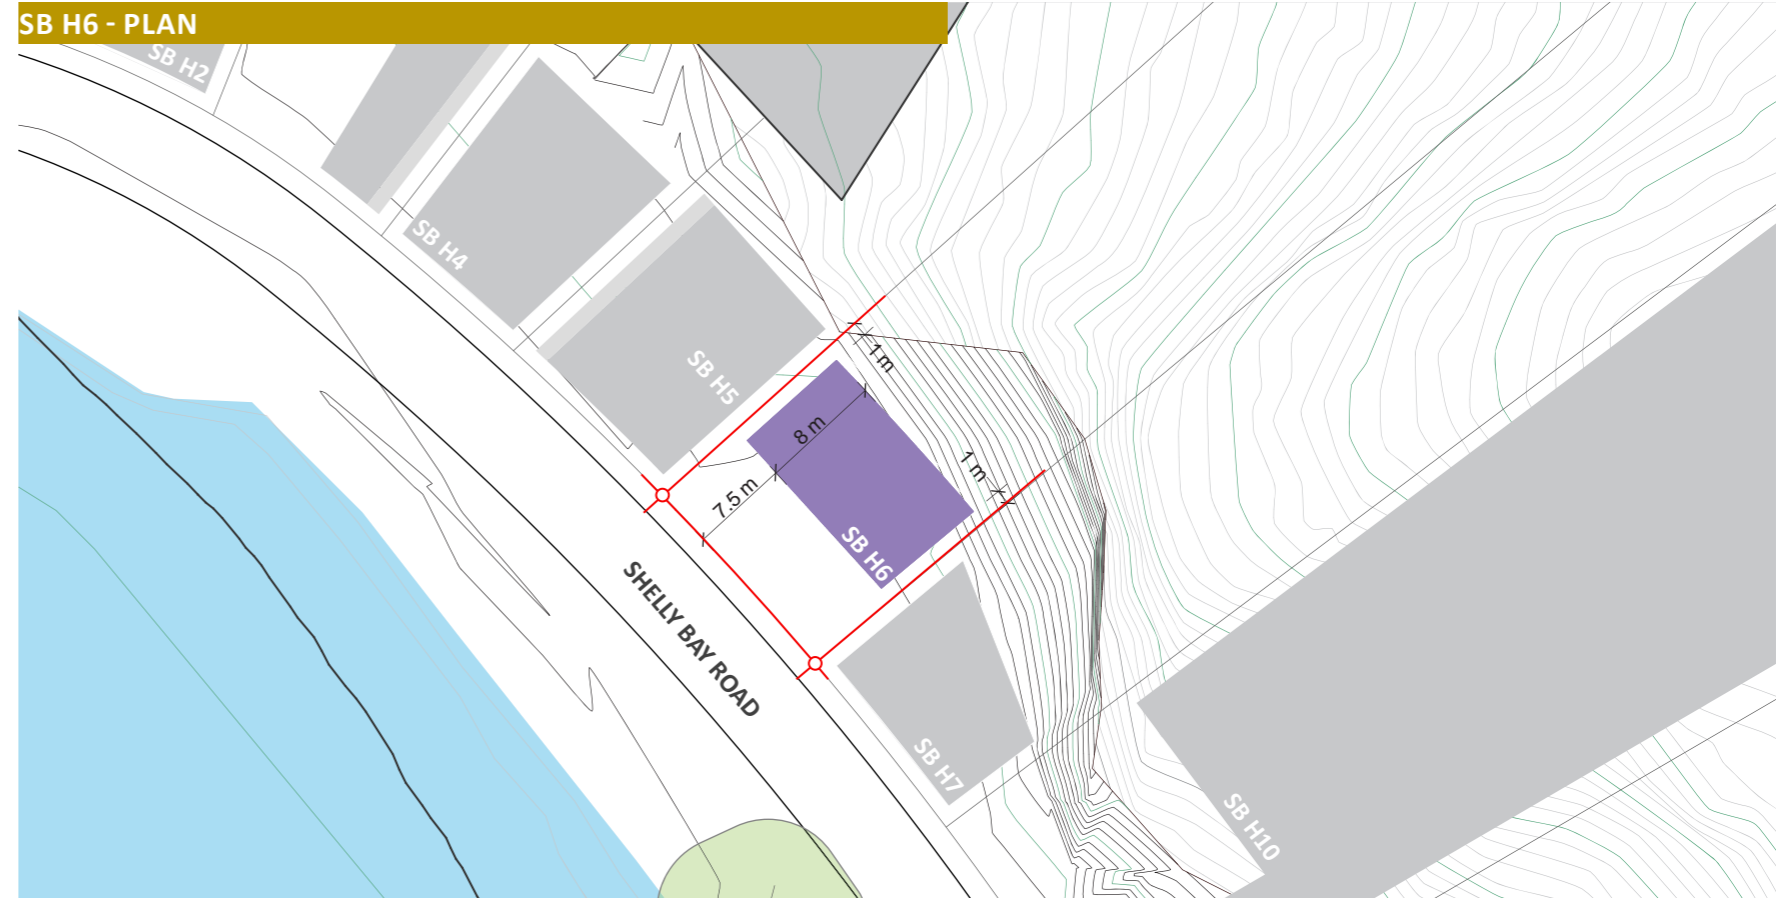 SB H6 - PLAN
SB H2
SB H4
SB H5
1 m
8 m
1 m
7.5 m
SB H6
SHELLY BAY ROAD
SB H7
SB H10